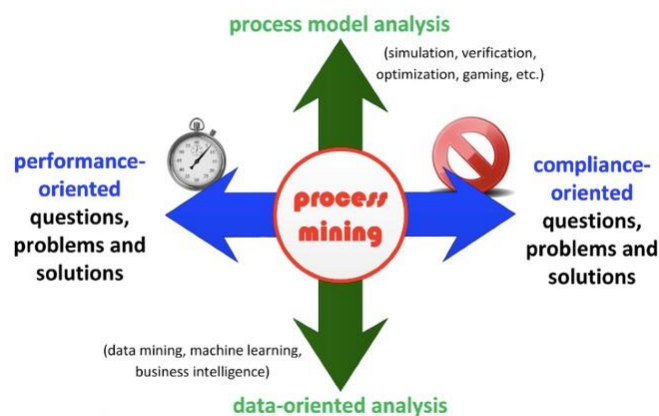 process model analysis
(simulation, verification,
optimization, gaming, etc.)
performance-
oriented
questions,
problems and
solutions
process
mining
compliance-
oriented
questions,
problems and
solutions
(data mining, machine learning,
business intelligence)
data-oriented analysis